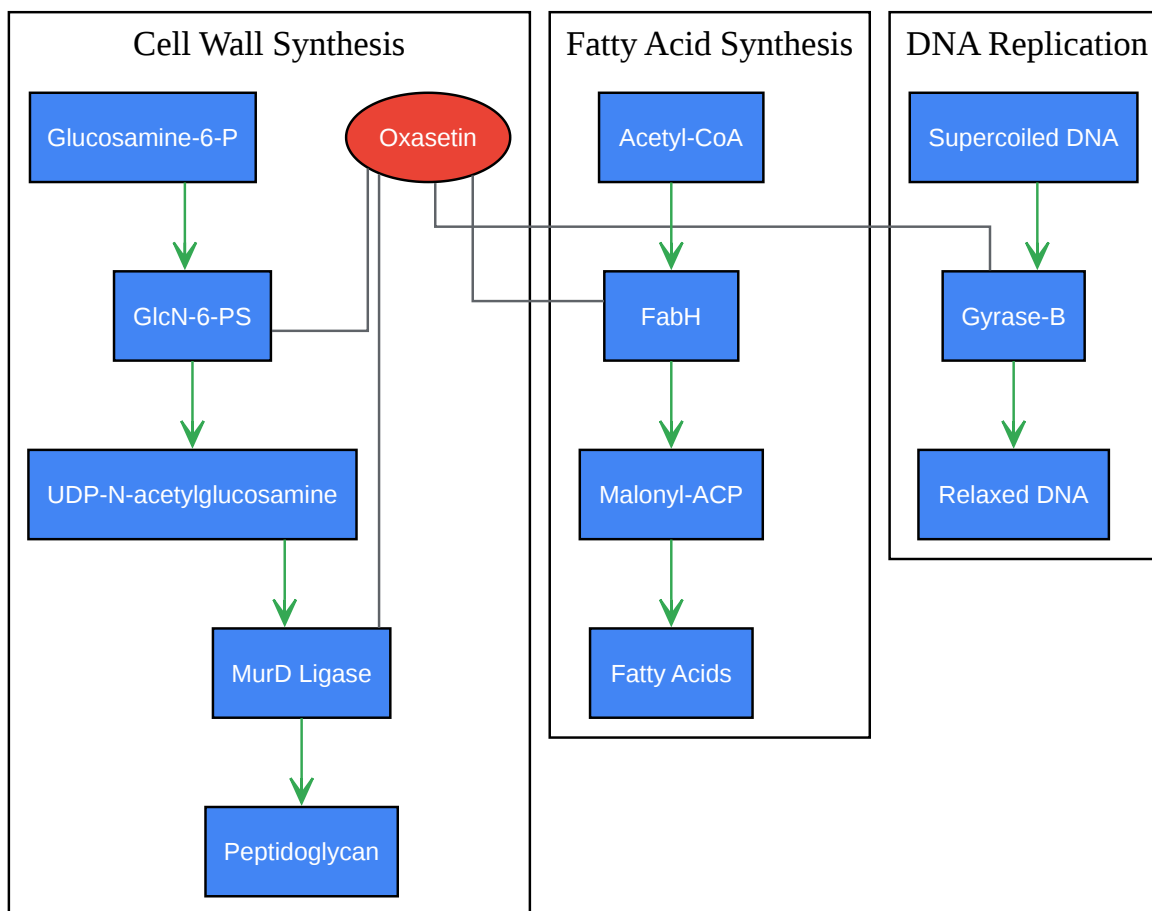 Cell Wall Synthesis
Glucosamine-6-P
Oxasetin
GlcN-6-PS
UDP-N-acetylglucosamine
MurD Ligase
Peptidoglycan
Fatty Acid Synthesis
Acetyl-CoA
FabH
Malonyl-ACP
Fatty Acids
DNA Replication
Supercoiled DNA
Gyrase-B
Relaxed DNA